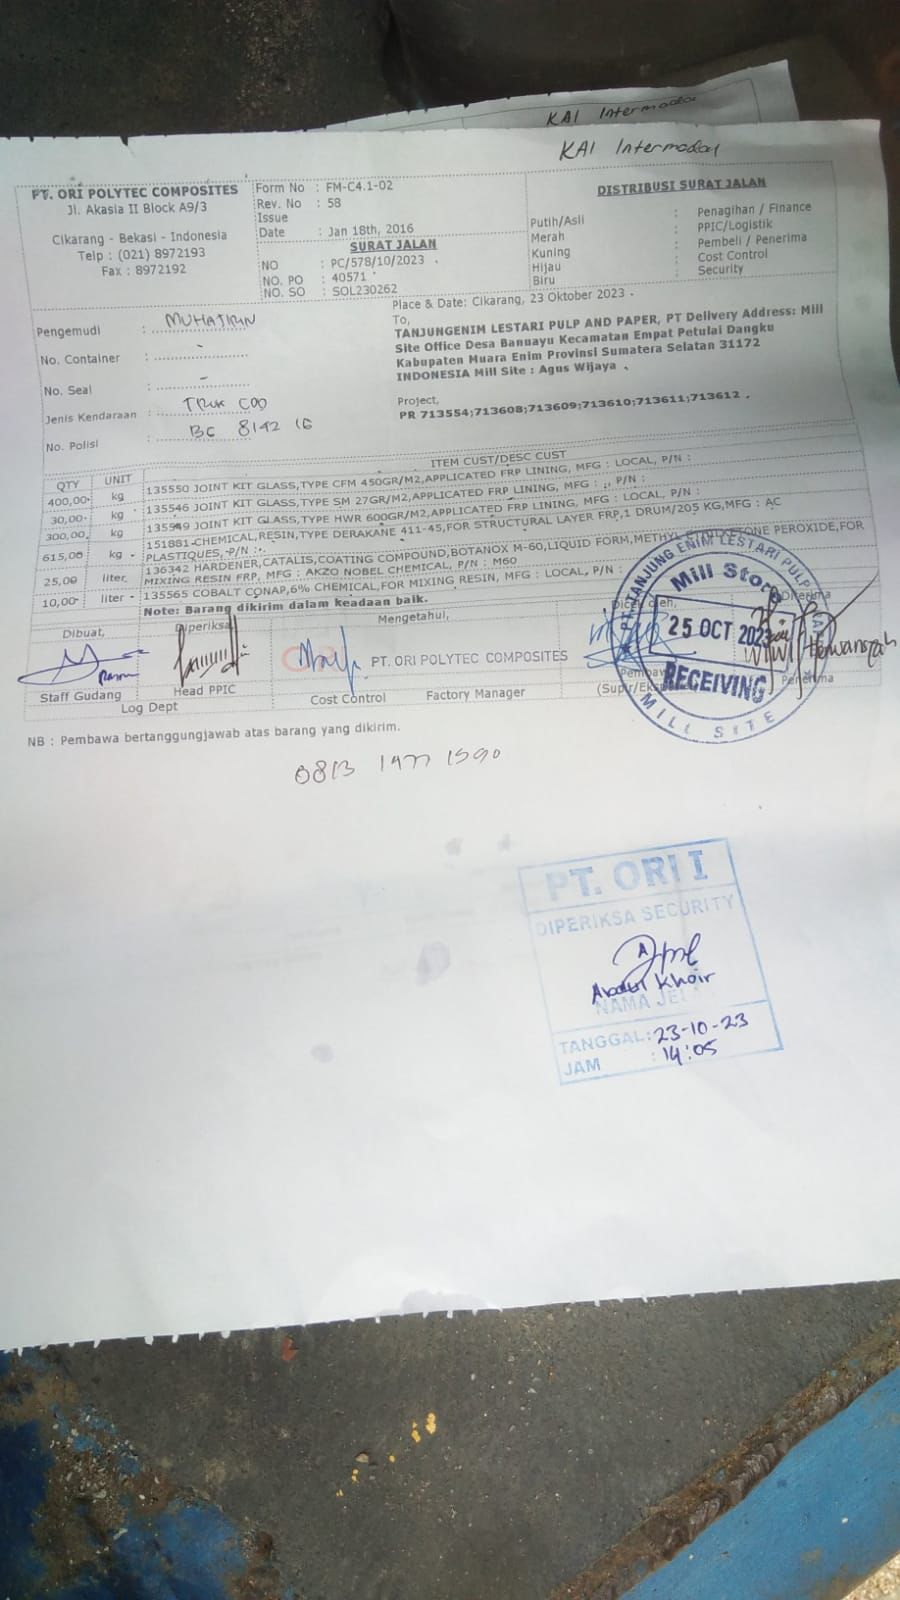 KAI Intermodal
KAI Intermodal
PT. ORI POLYTEC COMPOSITES
Jl. Akasia II Block A9/3
Cikarang - Bekasi - Indonesia
Telp : (021) 8972193
Fax : 8972192
Form No : FM-C4.1-02
Rev. No : 58
Issue
Date : Jan 18th, 2016
SURAT JALAN
NO : PC/578/10/2023
NO. PO : 40571
NO. SO : SOL230262
DISTRIBUSI SURAT JALAN
Putih/Asli : Penagihan / Finance
Merah : PPIC/Logistik
Kuning : Pembeli / Penerima
Hijau : Cost Control
Biru : Security
Pengemudi :
No. Container : -
No. Seal : -
Jenis Kendaraan : Truk
No. Polisi :
Place & Date: Cikarang, 23 Oktober 2023 .
To,
TANJUNGENIM LESTARI PULP AND PAPER, PT Delivery Address: Mill
Site Office Desa Banuayu Kecamatan Empat Petulai Dangku
Kabupaten Muara Enim Provinsi Sumatera Selatan 31172
INDONESIA Mill Site : Agus Wijaya .
Project,
PR 713554;713608;713609;713610;713611;713612 .
QTY UNIT ITEM CUST/DESC CUST
400,00 kg 135550 JOINT KIT GLASS,TYPE CFM 450GR/M2,APPLICATED FRP LINING, MFG : LOCAL, P/N :
30,00 kg 135546 JOINT KIT GLASS,TYPE SM 27GR/M2,APPLICATED FRP LINING, MFG : ,, P/N :
300,00 kg 135549 JOINT KIT GLASS,TYPE HWR 600GR/M2,APPLICATED FRP LINING, MFG : LOCAL, P/N :
615,00 kg 151881 CHEMICAL,RESIN,TYPE DERAKANE 411-45,FOR STRUCTURAL LAYER FRP,1 DRUM/205 KG,MFG : AC
PLASTIQUES, P/N :
25,00 liter 136342 HARDENER,CATALIS,COATING COMPOUND,BOTANOX M-60,LIQUID FORM,METHYL PEROXIDE,FOR
MIXING RESIN FRP, MFG : AKZO NOBEL CHEMICAL, P/N : M60
10,00 liter 135565 COBALT CONAP,6% CHEMICAL,FOR MIXING RESIN, MFG : LOCAL, P/N :
Note: Barang dikirim dalam keadaan baik.
Dibuat, Diperiksa Mengetahui, Dicek oleh, Diterima
PT. ORI POLYTEC COMPOSITES
Staff Gudang Head PPIC Cost Control Factory Manager Pembawa Penerima
(Supir/Ekspedisi)
Log Dept
PT. TANJUNG ENIM LESTARI PULP
Mill Store
25 OCT 2023
RECEIVING
MILL SITE
Hermansyah
NB : Pembawa bertanggungjawab atas barang yang dikirim.
0813 1477 1590
PT. ORI I
DIPERIKSA SECURITY
Abdul Khoir
TANGGAL : 23-10-23
JAM : 14:05